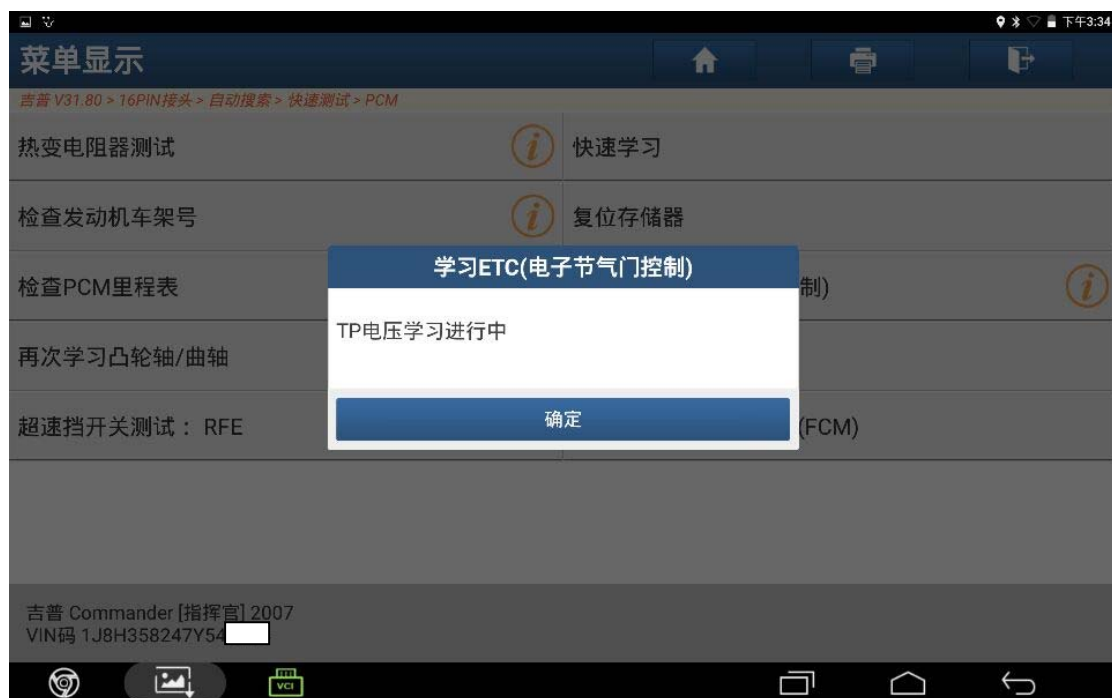 下午3:34
菜单显示
吉普 V31.80 > 16PIN接头 > 自动搜索 > 快速测试 > PCM
热变电阻器测试
快速学习
检查发动机车架号
复位存储器
学习ETC(电子节气门控制)
检查PCM里程表
制)
TP电压学习进行中
再次学习凸轮轴/曲轴
确定
超速挡开关测试： RFE
(FCM)
吉普 Commander [指挥官] 2007
VIN码 1J8H358247Y54
VCI